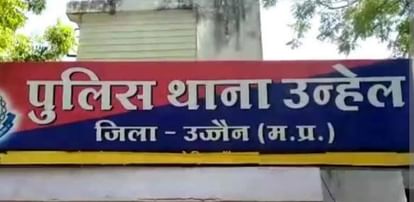 पुलिस थाना उन्हेल
जिला - उज्जैन (म.प्र.)